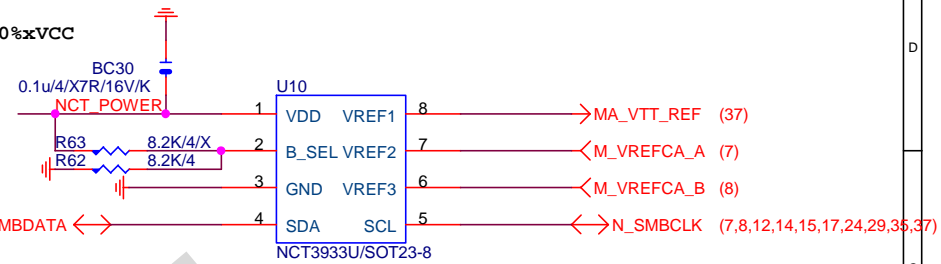 0%xVCC
D
BC30
0.1u/4/X7R/16V/K
U10
NCT_POWER
1 VDD VREF1 8 MA_VTT_REF (37)
R63 8.2K/4/X
2 B_SEL VREF2 7 M_VREFCA_A (7)
R62 8.2K/4
3 GND VREF3 6 M_VREFCA_B (8)
MBDATA 4 SDA SCL 5 N_SMBCLK (7,8,12,14,15,17,24,29,35,37)
NCT3933U/SOT23-8